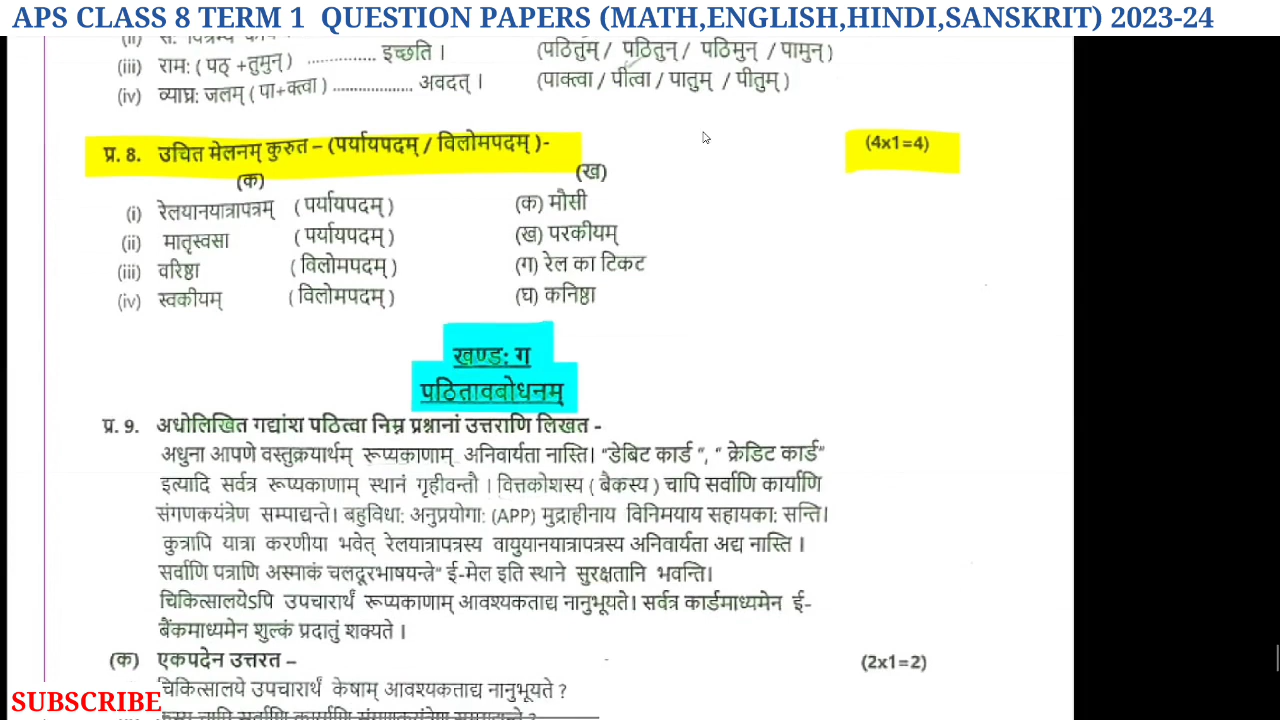 APS CLASS 8 TERM 1 QUESTION PAPERS (MATH,ENGLISH,HINDI,SANSKRIT) 2023-24
(ii) (पठितुम् / पठितुन् / पठिमुन् / पामुन् )
(iii) राम: ( पठ् +तुमुन् ) .............. इच्छति ।
(iv) व्याघ्र: जलम् ( पा+क्त्वा ) ................... अवदत् । (पाक्त्वा / पीत्वा / पातुम् / पीतुम् )
प्र. 8. उचित मेलनम् कुरुत – (पर्यायपदम् / विलोमपदम् )- (4x1=4)
(क) (ख)
(i) रेलयानयात्रापत्रम् ( पर्यायपदम् ) (क) मौसी
(ii) मातृस्वसा ( पर्यायपदम् ) (ख) परकीयम्
(iii) वरिष्ठा ( विलोमपदम् ) (ग) रेल का टिकट
(iv) स्वकीयम् ( विलोमपदम् ) (घ) कनिष्ठा
खण्ड: ग
पठितावबोधनम्
प्र. 9. अधोलिखित गद्यांश पठित्वा निम्न प्रश्नानां उत्तराणि लिखत -
अधुना आपणे वस्तुक्रयार्थम् रूप्यकाणाम् अनिवार्यता नास्ति। “डेबिट कार्ड ”, “ क्रेडिट कार्ड”
इत्यादि सर्वत्र रूप्यकाणाम् स्थानं गृहीवन्तौ । वित्तकोशस्य ( बैकस्य ) चापि सर्वाणि कार्याणि
संगणकयंत्रेण सम्पाद्यन्ते। बहुविधा: अनुप्रयोगा: (APP) मुद्राहीनाय विनिमयाय सहायका: सन्ति।
कुत्रापि यात्रा करणीया भवेत् रेलयात्रापत्रस्य वायुयानयात्रापत्रस्य अनिवार्यता अद्य नास्ति ।
सर्वाणि पत्राणि अस्माकं चलदूरभाषयन्त्रे” ई-मेल इति स्थाने सुरक्षतानि भवन्ति।
चिकित्सालयेऽपि उपचारार्थं रूप्यकाणाम् आवश्यकताद्य नानुभूयते। सर्वत्र कार्डमाध्यमेन ई-
बैंकमाध्यमेन शुल्कं प्रदातुं शक्यते ।
(क) एकपदेन उत्तरत – (2x1=2)
चिकित्सालये उपचारार्थं केषाम् आवश्यकताद्य नानुभूयते ?
SUBSCRIBE